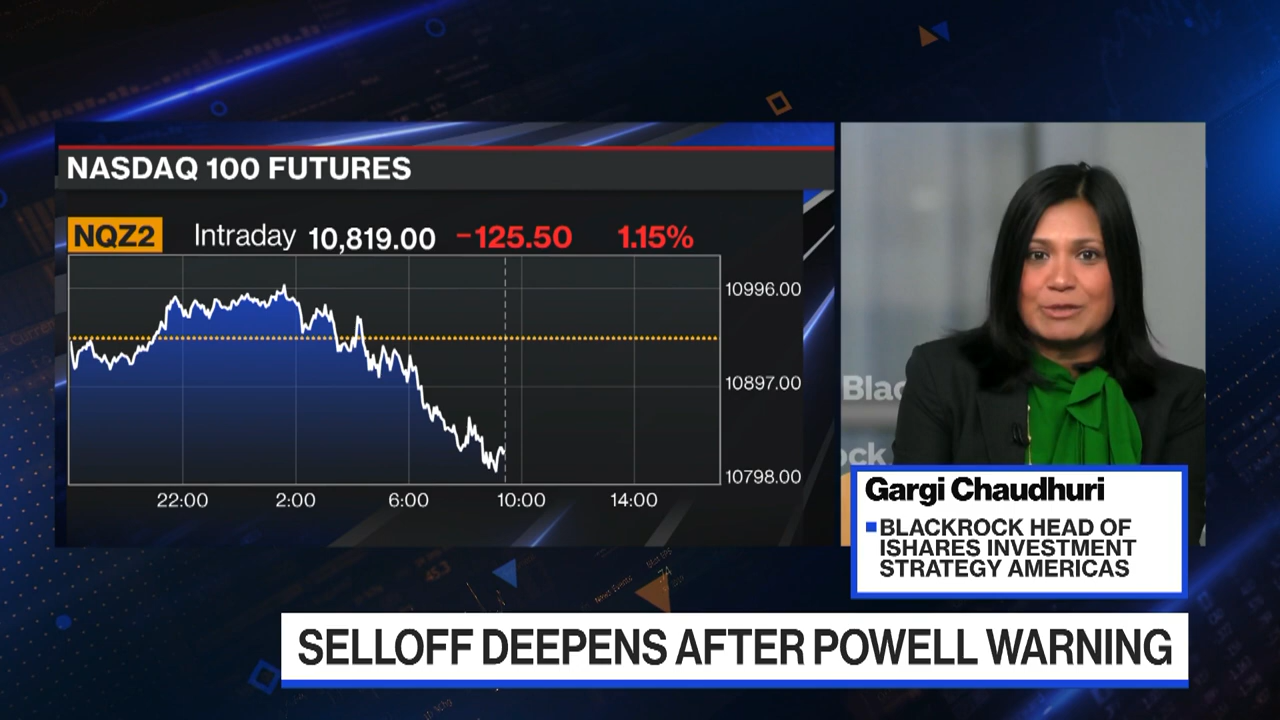 NASDAQ 100 FUTURES
NQZ2 Intraday 10,819.00 -125.50 1.15%
10996.00
10897.00
10798.00
22:00 2:00 6:00 10:00 14:00
Blac
ock
Gargi Chaudhuri
BLACKROCK HEAD OF
ISHARES INVESTMENT
STRATEGY AMERICAS
SELLOFF DEEPENS AFTER POWELL WARNING